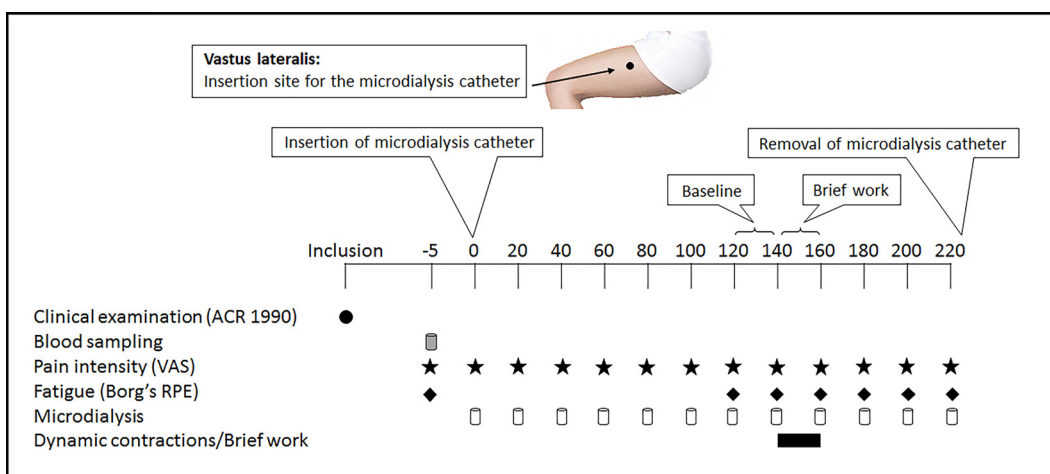 Vastus lateralis:
Insertion site for the microdialysis catheter
Insertion of microdialysis catheter
Removal of microdialysis catheter
Baseline
Brief work
Inclusion -5 0 20 40 60 80 100 120 140 160 180 200 220
Clinical examination (ACR 1990)
Blood sampling
Pain intensity (VAS)
Fatigue (Borg's RPE)
Microdialysis
Dynamic contractions/Brief work